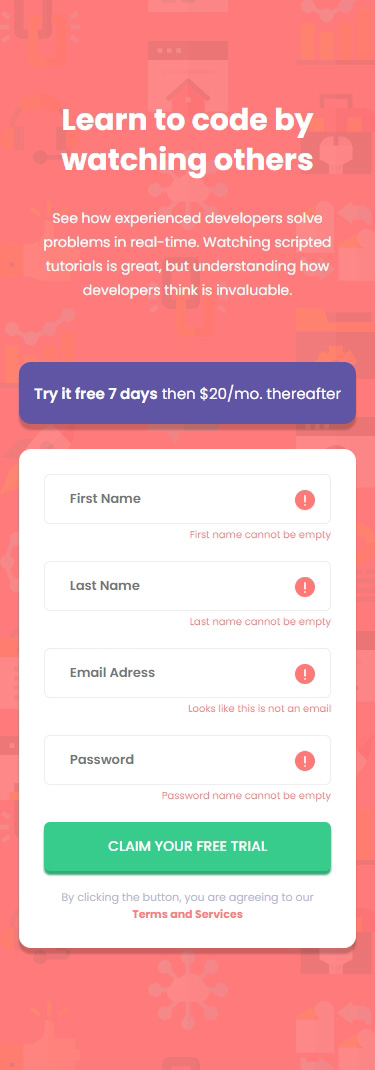 Learn to code by
watching others
See how experienced developers solve
problems in real-time. Watching scripted
tutorials is great, but understanding how
developers think is invaluable.
Try it free 7 days then $20/mo. thereafter
First Name
First name cannot be empty
Last Name
Last name cannot be empty
Email Adress
Looks like this is not an email
Password
Password name cannot be empty
CLAIM YOUR FREE TRIAL
By clicking the button, you are agreeing to our
Terms and Services